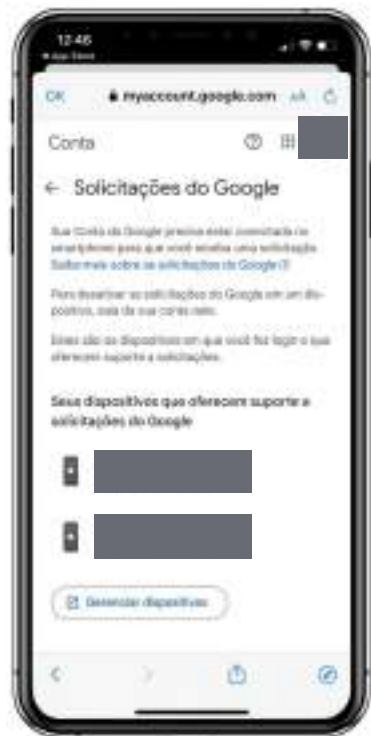 12:46
App Store
OK myaccount.google.com AA
Conta
Solicitações do Google
Sua Conta do Google precisa estar conectada no
smartphone para que você receba uma solicitação.
Saiba mais sobre as solicitações do Google
Para desativar as solicitações do Google em um dis-
positivo, saia da sua conta nele.
Estes são os dispositivos em que você fez login e que
oferecem suporte a solicitações.
Seus dispositivos que oferecem suporte a
solicitações do Google
Gerenciar dispositivos